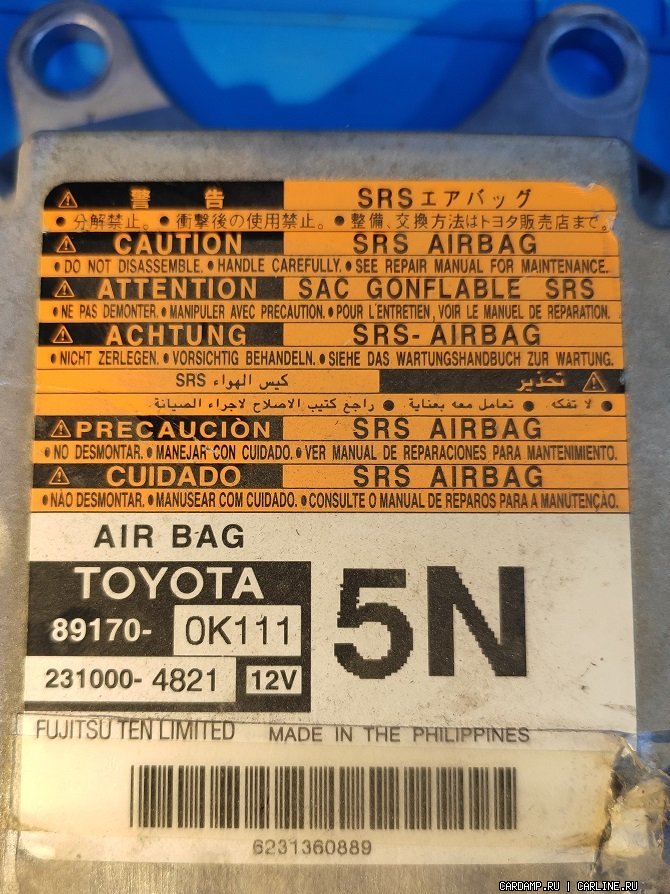 ⚠ 警 告 SRSエアバッグ
● 分解禁止。● 衝撃後の使用禁止。● 整備、交換方法はトヨタ販売店まで。
⚠ CAUTION SRS AIRBAG
● DO NOT DISASSEMBLE. ● HANDLE CAREFULLY. ● SEE REPAIR MANUAL FOR MAINTENANCE.
⚠ ATTENTION SAC GONFLABLE SRS
● NE PAS DEMONTER. ● MANIPULER AVEC PRECAUTION. ● POUR L'ENTRETIEN, VOIR LE MANUEL DE REPARATION.
⚠ ACHTUNG SRS-AIRBAG
● NICHT ZERLEGEN. ● VORSICHTIG BEHANDELN. ● SIEHE DAS WARTUNGSHANDBUCH ZUR WARTUNG.
⚠ تحذير كيس الهواء SRS
● لا تفكه . ● تعامل معه بعناية . ● راجع كتيب الاصلاح لاجراء الصيانة.
⚠ PRECAUCIÒN SRS AIRBAG
● NO DESMONTAR. ● MANEJAR CON CUIDADO. ● VER MANUAL DE REPARACIONES PARA MANTENIMIENTO.
⚠ CUIDADO SRS AIRBAG
● NÃO DESMONTAR. ● MANUSEAR COM CUIDADO. ● CONSULTE O MANUAL DE REPAROS PARA A MANUTENÇÃO.
AIR BAG
TOYOTA
89170- 0K111
5N
231000- 4821 12V
FUJITSU TEN LIMITED MADE IN THE PHILIPPINES
6231360889
CARDAMP.RU | CARLINE.RU